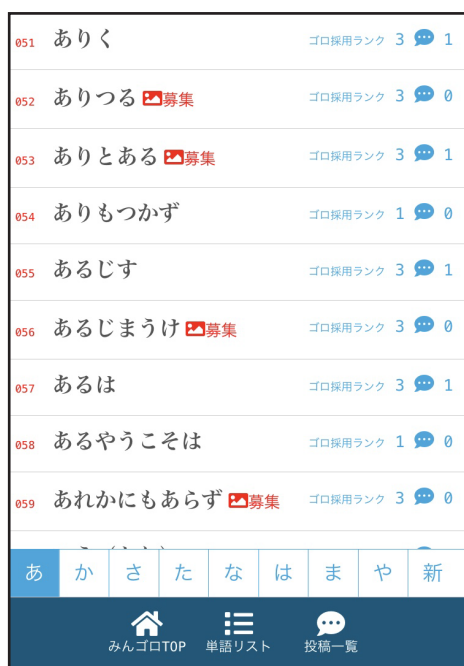 051 ありく ゴロ採用ランク 3 1
052 ありつる 募集 ゴロ採用ランク 3 0
053 ありとある 募集 ゴロ採用ランク 3 1
054 ありもつかず ゴロ採用ランク 1 0
055 あるじす ゴロ採用ランク 3 1
056 あるじまうけ 募集 ゴロ採用ランク 3 0
057 あるは ゴロ採用ランク 3 1
058 あるやうこそは ゴロ採用ランク 1 0
059 あれかにもあらず 募集 ゴロ採用ランク 3 0
あ か さ た な は ま や 新
みんゴロTOP 単語リスト 投稿一覧